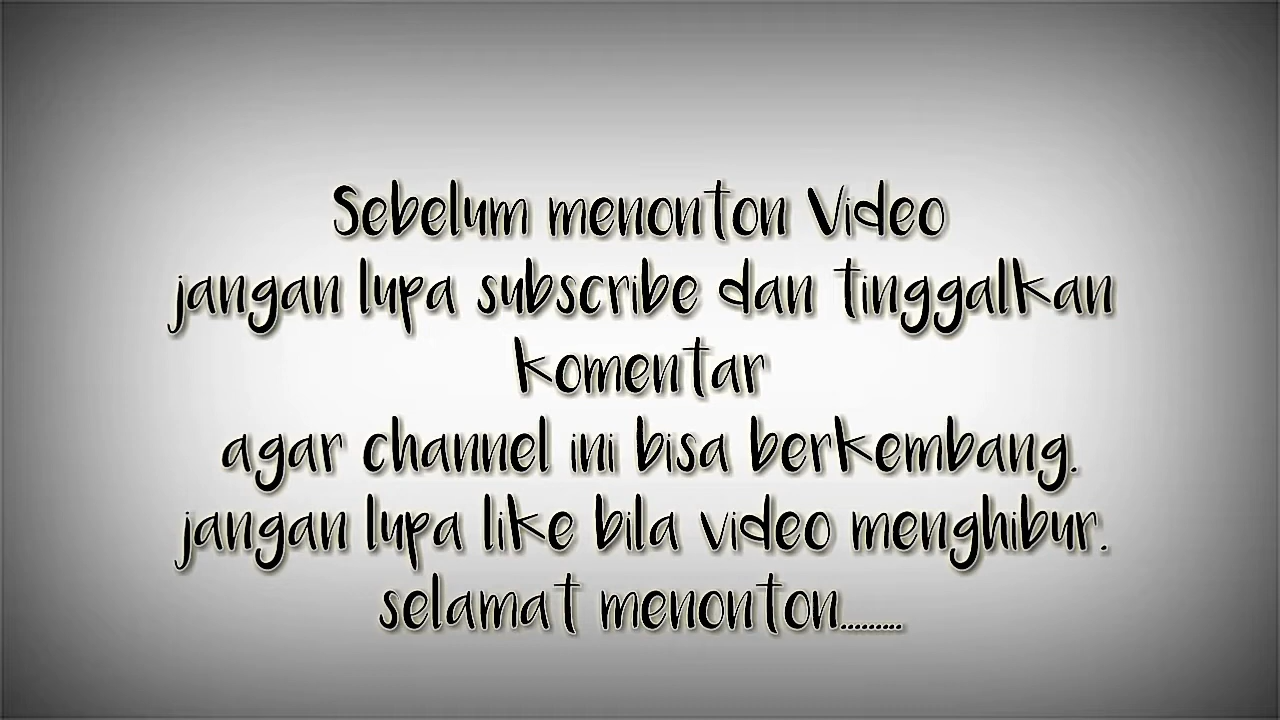 Sebelum menonton Video
jangan lupa subscribe dan tinggalkan
komentar
agar channel ini bisa berkembang.
jangan lupa like bila video menghibur.
selamat menonton.........